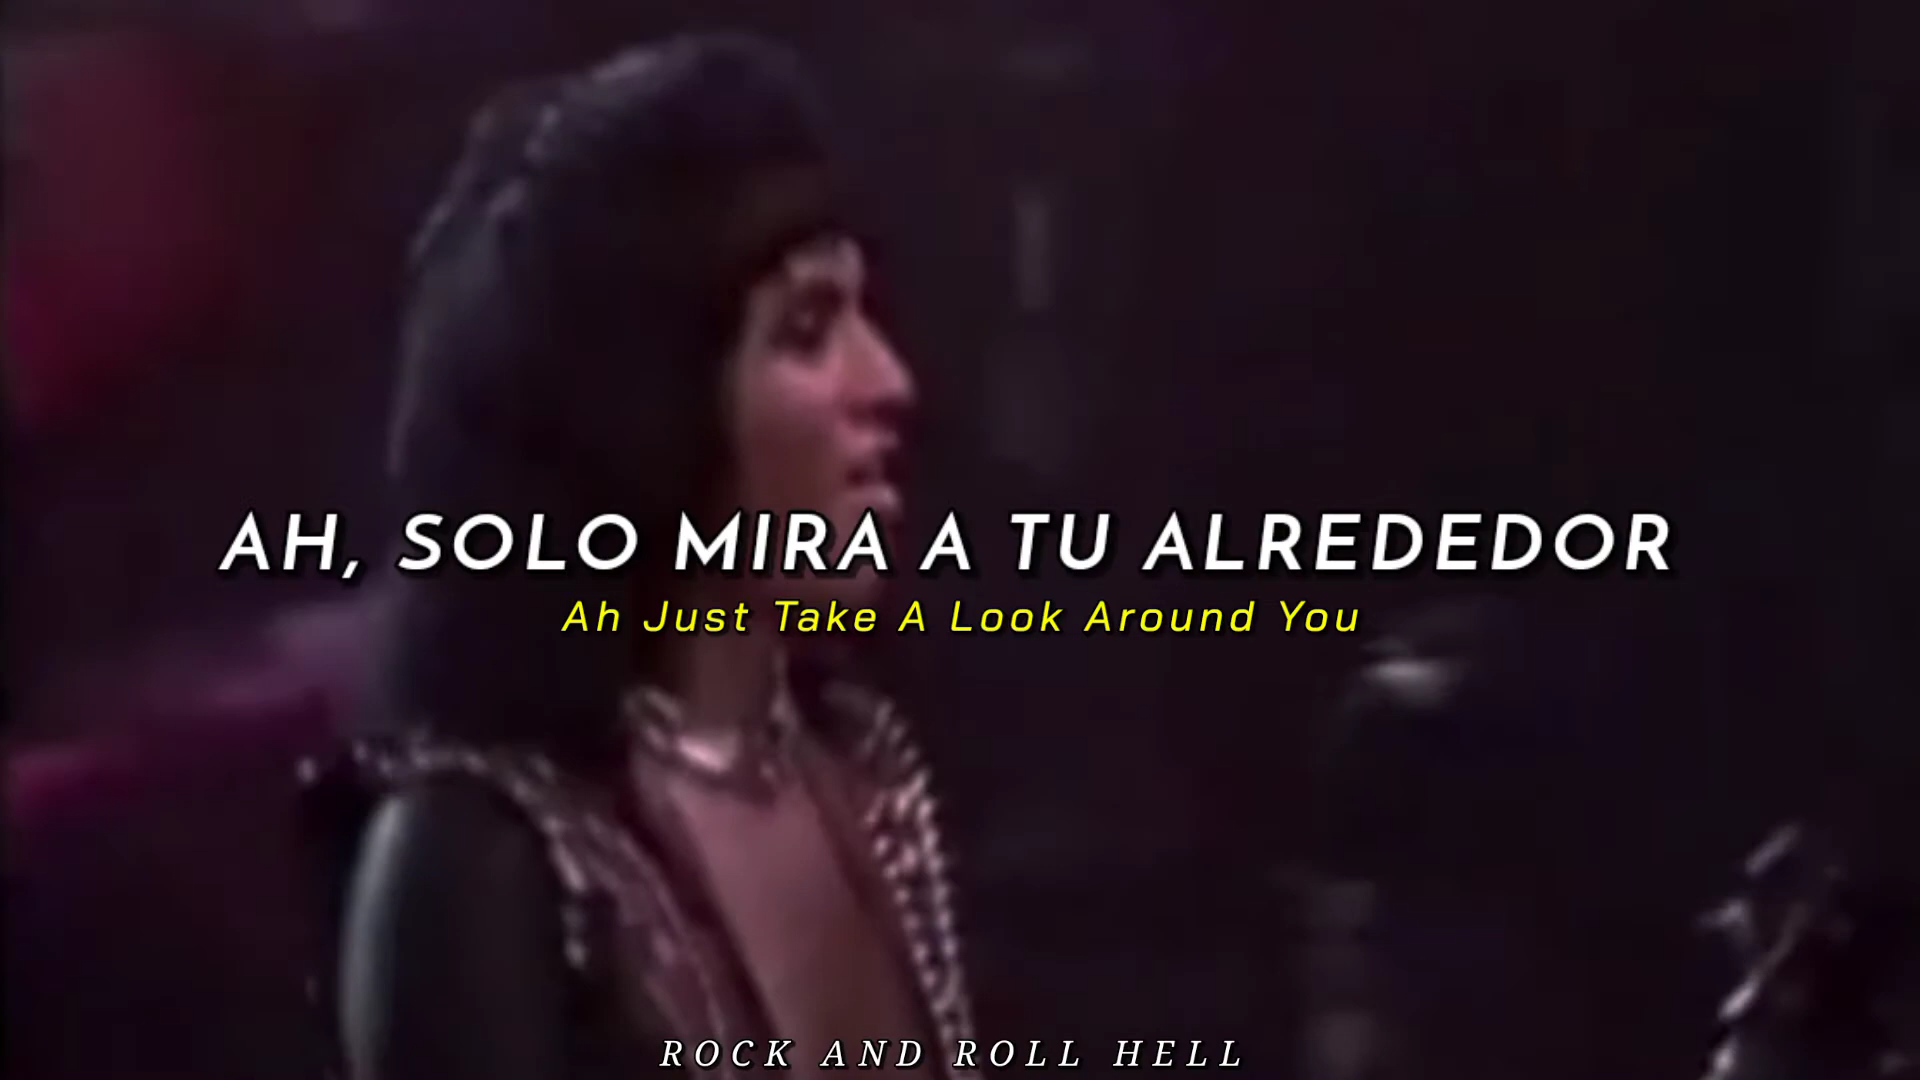 AH, SOLO MIRA A TU ALREDEDOR
Ah Just Take A Look Around You
ROCK AND ROLL HELL